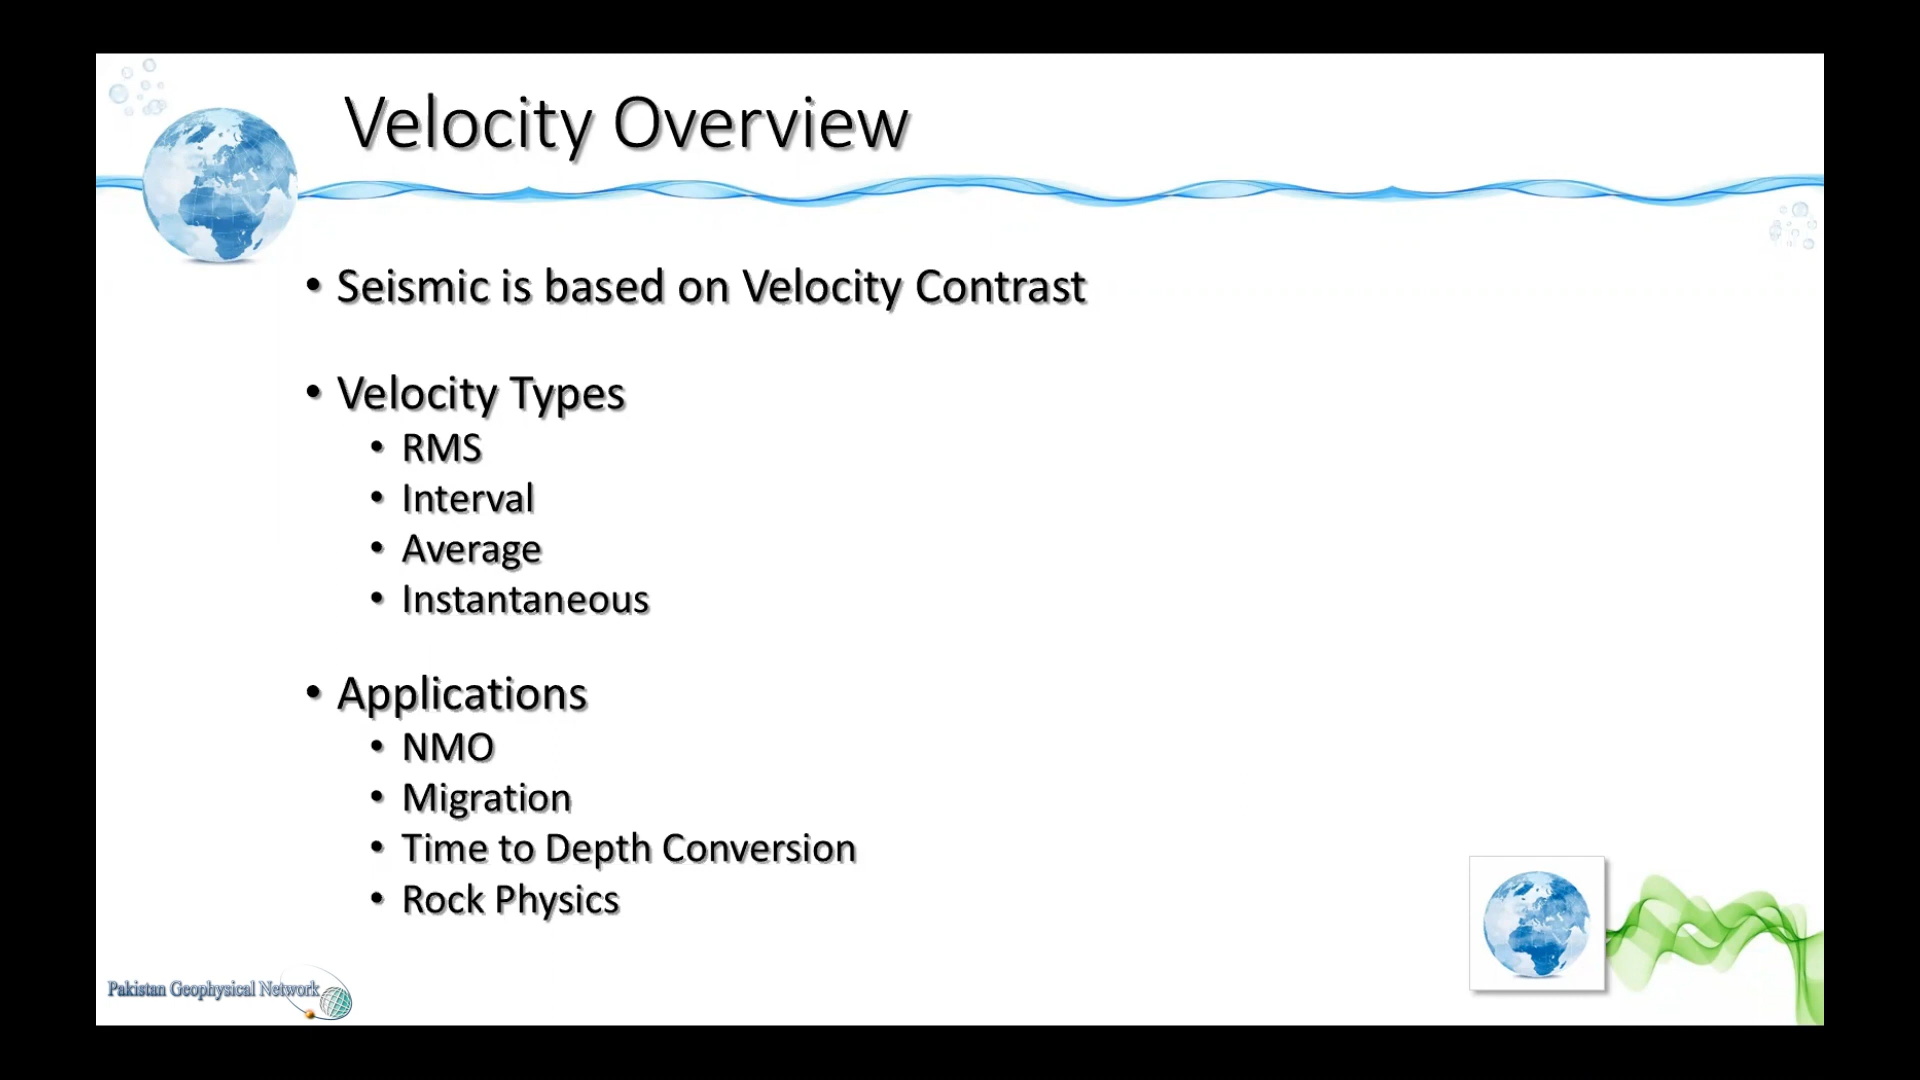 Velocity Overview
• Seismic is based on Velocity Contrast
• Velocity Types
• RMS
• Interval
• Average
• Instantaneous
• Applications
• NMO
• Migration
• Time to Depth Conversion
• Rock Physics
Pakistan Geophysical Network